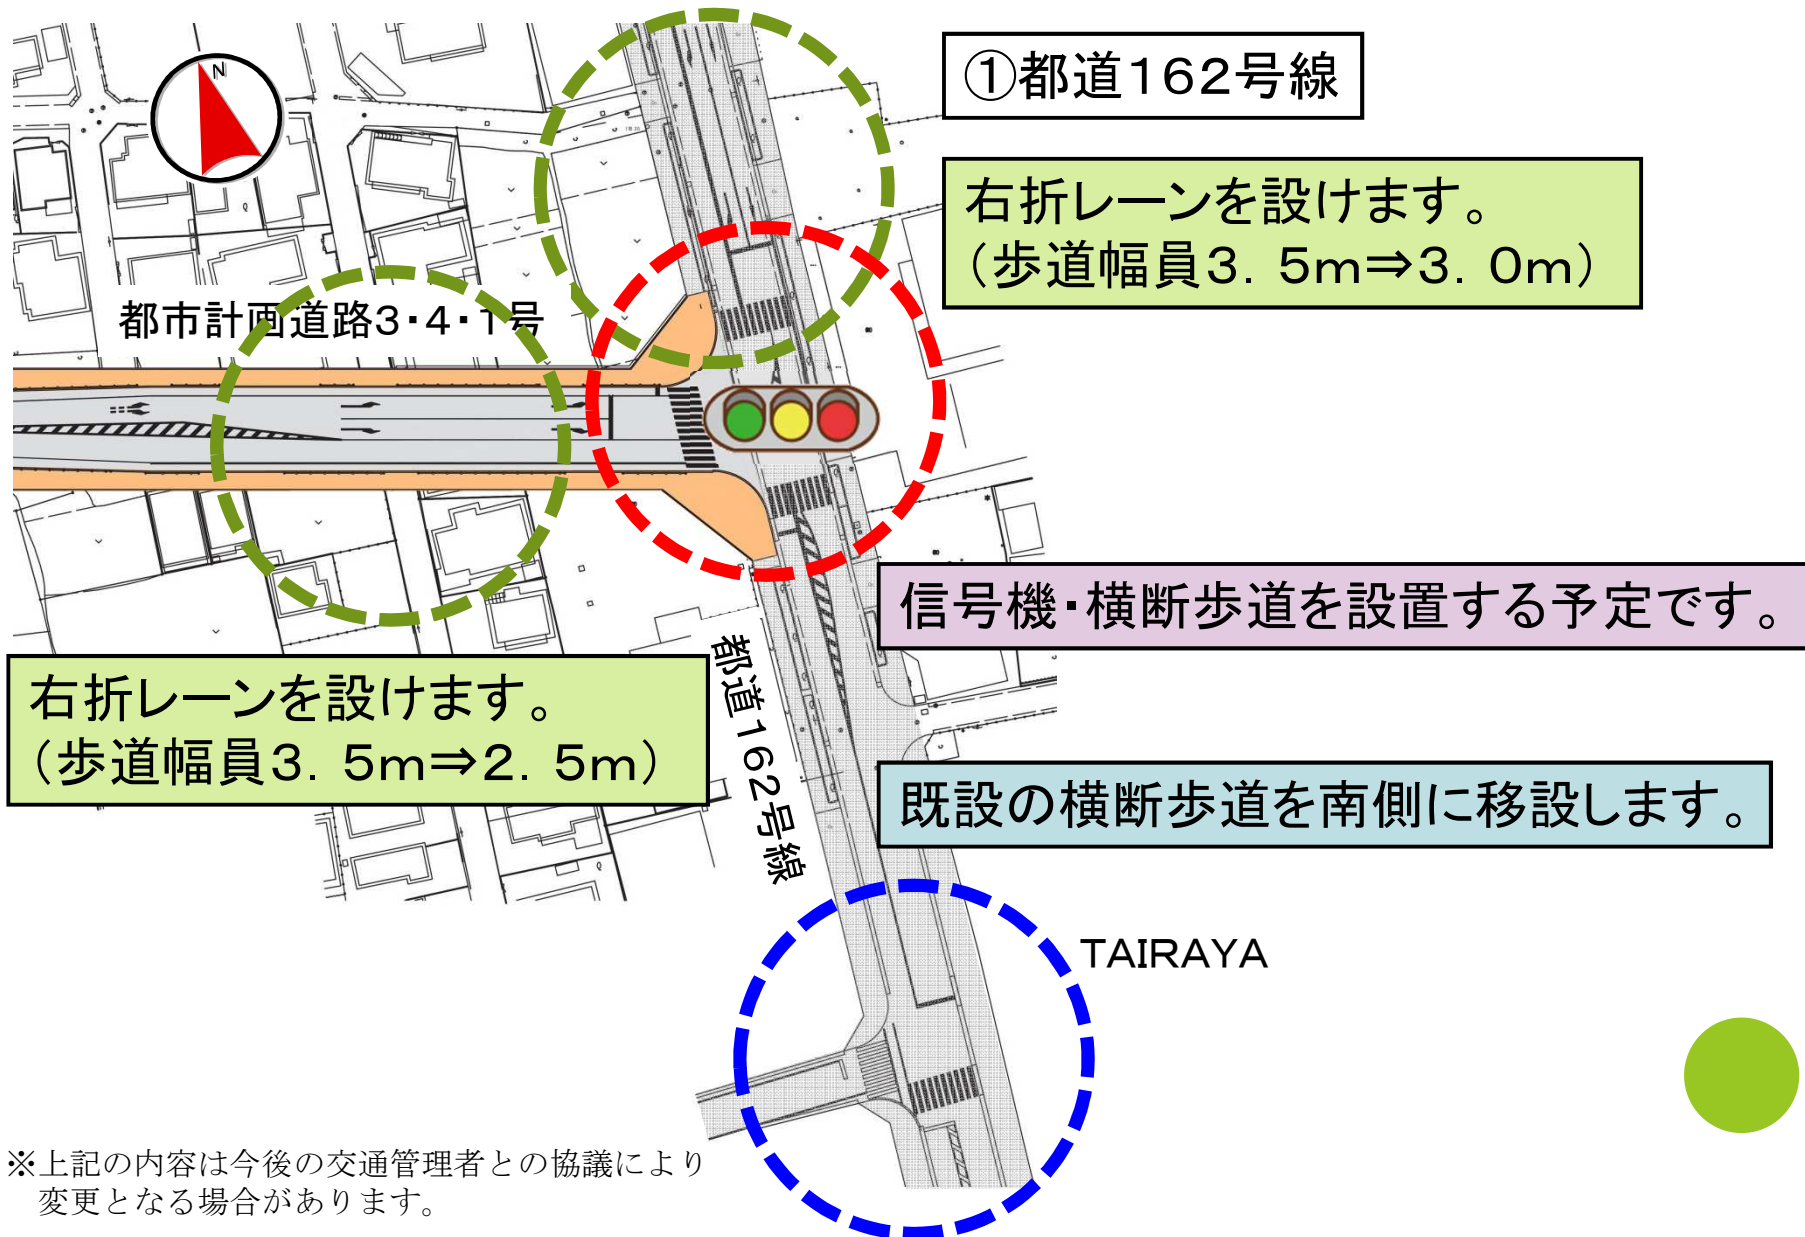 N
①都道162号線
右折レーンを設けます。
（歩道幅員3．5m⇒3．0m）
都市計画道路3・4・1号
信号機・横断歩道を設置する予定です。
右折レーンを設けます。
（歩道幅員3．5m⇒2．5m）
都道162号線
既設の横断歩道を南側に移設します。
TAIRAYA
※上記の内容は今後の交通管理者との協議により
変更となる場合があります。